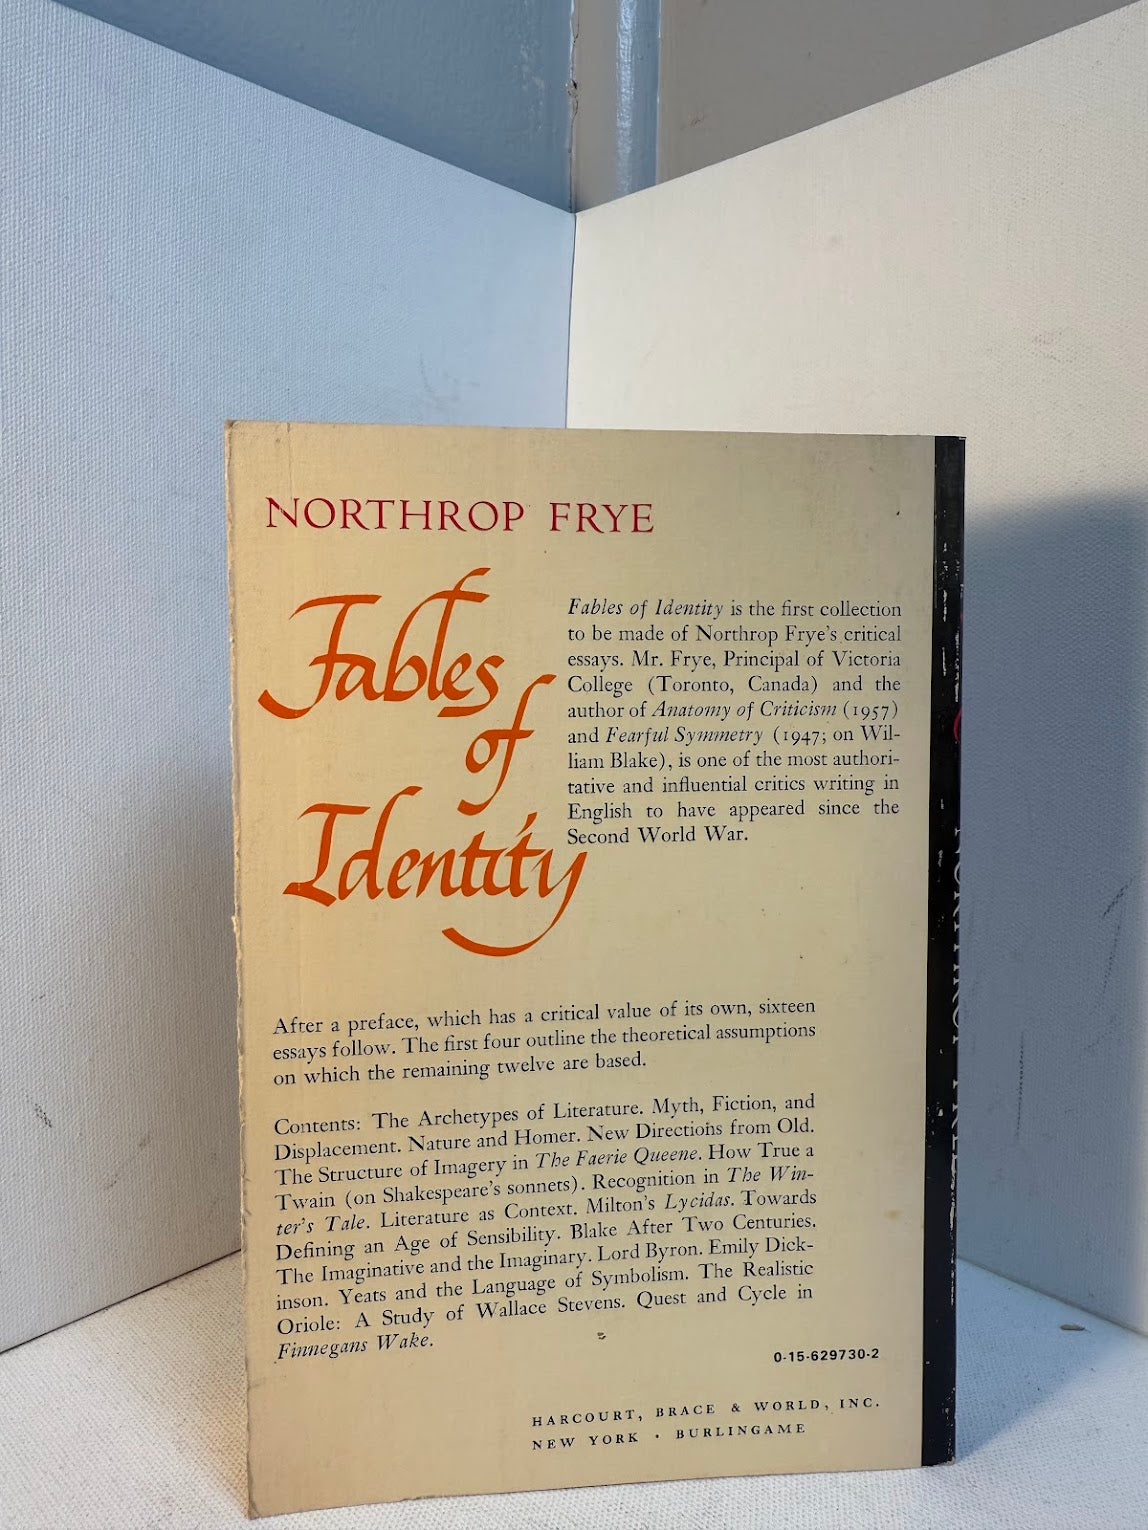 NORTHROP FRYE
Fables
of
Identity
Fables of Identity is the first collection
to be made of Northrop Frye's critical
essays. Mr. Frye, Principal of Victoria
College (Toronto, Canada) and the
author of Anatomy of Criticism (1957)
and Fearful Symmetry (1947; on Wil-
liam Blake), is one of the most authori-
tative and influential critics writing in
English to have appeared since the
Second World War.
After a preface, which has a critical value of its own, sixteen
essays follow. The first four outline the theoretical assumptions
on which the remaining twelve are based.
Contents: The Archetypes of Literature. Myth, Fiction, and
Displacement. Nature and Homer. New Directions from Old.
The Structure of Imagery in The Faerie Queene. How True a
Twain (on Shakespeare's sonnets). Recognition in The Win-
ter's Tale. Literature as Context. Milton's Lycidas. Towards
Defining an Age of Sensibility. Blake After Two Centuries.
The Imaginative and the Imaginary. Lord Byron. Emily Dick-
inson. Yeats and the Language of Symbolism. The Realistic
Oriole: A Study of Wallace Stevens. Quest and Cycle in
Finnegans Wake.
0-15-629730-2
HARCOURT, BRACE & WORLD, INC.
NEW YORK · BURLINGAME